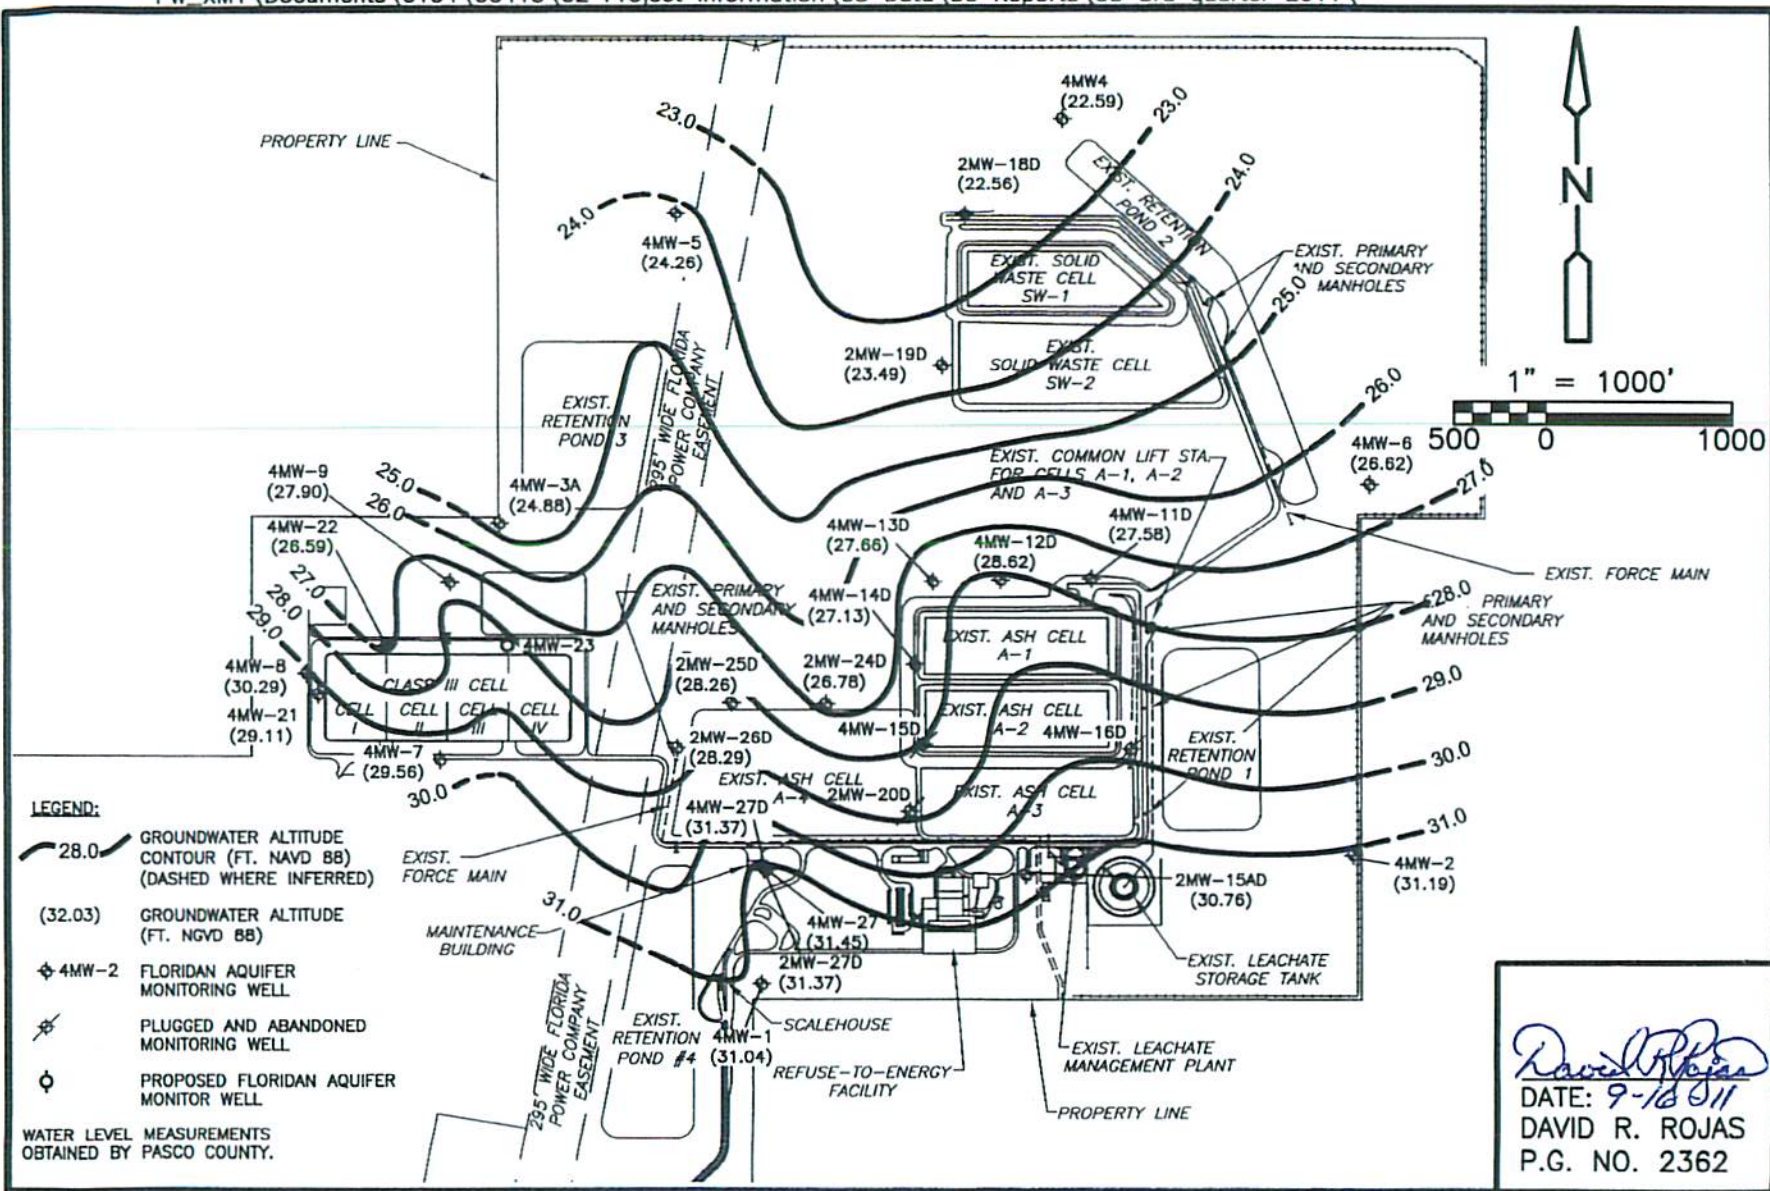 PROPERTY LINE
23.0
4MW4
(22.59)
23.0
2MW-18D
(22.56)
EXIST. RETENTION
POND 2
24.0
24.0
4MW-5
(24.26)
EXIST. SOLID
WASTE CELL
SW-1
EXIST. PRIMARY
AND SECONDARY
MANHOLES
25.0
N
1" = 1000'
500 0 1000
295' WIDE FLORIDA
POWER COMPANY
EASEMENT
2MW-19D
(23.49)
EXIST.
SOLID WASTE CELL
SW-2
EXIST.
RETENTION
POND 3
26.0
4MW-6
(26.62)
27.0
4MW-9
(27.90)
25.0
26.0
4MW-3A
(24.88)
EXIST. COMMON LIFT STA.
FOR CELLS A-1, A-2
AND A-3
4MW-22
(26.59)
4MW-13D
(27.66)
4MW-12D
(28.62)
4MW-11D
(27.58)
EXIST. FORCE MAIN
27.0
28.0
29.0
EXIST. PRIMARY
AND SECONDARY
MANHOLES
4MW-14D
(27.13)
28.0
PRIMARY
AND SECONDARY
MANHOLES
EXIST. ASH CELL
A-1
4MW-23
4MW-8
(30.29)
4MW-21
(29.11)
CLASS III CELL
CELL
I
CELL
II
CELL
III
CELL
IV
2MW-25D
(28.26)
2MW-24D
(26.78)
29.0
EXIST. ASH CELL
A-2
4MW-15D
4MW-16D
EXIST.
RETENTION
POND 1
4MW-7
(29.56)
2MW-26D
(28.29)
30.0
30.0
EXIST. ASH CELL
A-4
2MW-20D
EXIST. ASH CELL
A-3
4MW-27D
(31.37)
31.0
LEGEND:
28.0 GROUNDWATER ALTITUDE
CONTOUR (FT. NAVD 88)
(DASHED WHERE INFERRED)
(32.03) GROUNDWATER ALTITUDE
(FT. NGVD 88)
4MW-2 FLORIDAN AQUIFER
MONITORING WELL
PLUGGED AND ABANDONED
MONITORING WELL
PROPOSED FLORIDAN AQUIFER
MONITOR WELL
WATER LEVEL MEASUREMENTS
OBTAINED BY PASCO COUNTY.
EXIST.
FORCE MAIN
4MW-2
(31.19)
2MW-15AD
(30.76)
31.0
MAINTENANCE
BUILDING
4MW-27
(31.45)
2MW-27D
(31.37)
EXIST. LEACHATE
STORAGE TANK
295' WIDE FLORIDA
POWER COMPANY
EASEMENT
EXIST.
RETENTION
POND #4
SCALEHOUSE
4MW-1
(31.04)
REFUSE-TO-ENERGY
FACILITY
EXIST. LEACHATE
MANAGEMENT PLANT
PROPERTY LINE
David R Rojas
DATE: 9-16-11
DAVID R. ROJAS
P.G. NO. 2362